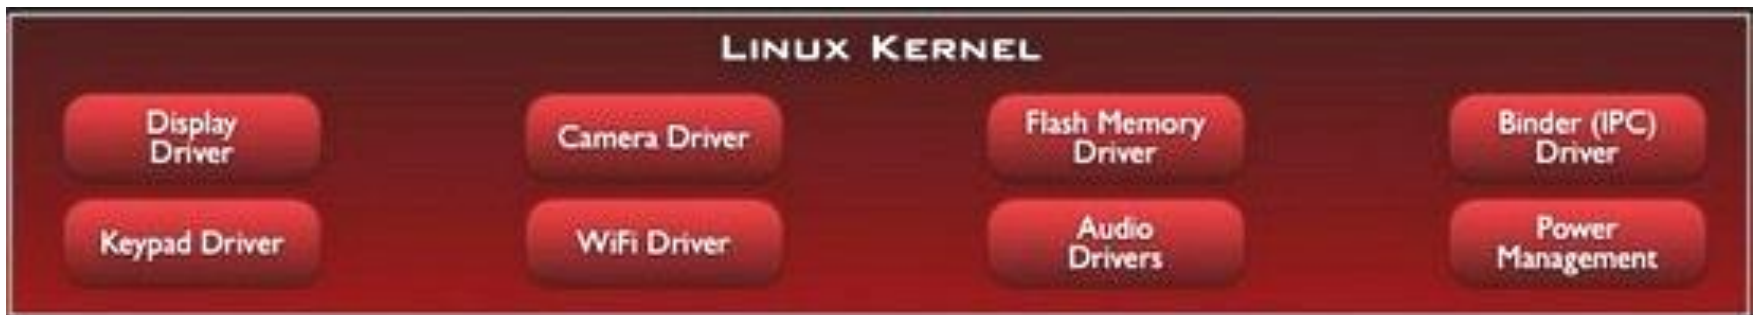 LINUX KERNEL
Display
Driver
Camera Driver
Flash Memory
Driver
Binder (IPC)
Driver
Keypad Driver
WiFi Driver
Audio
Drivers
Power
Management